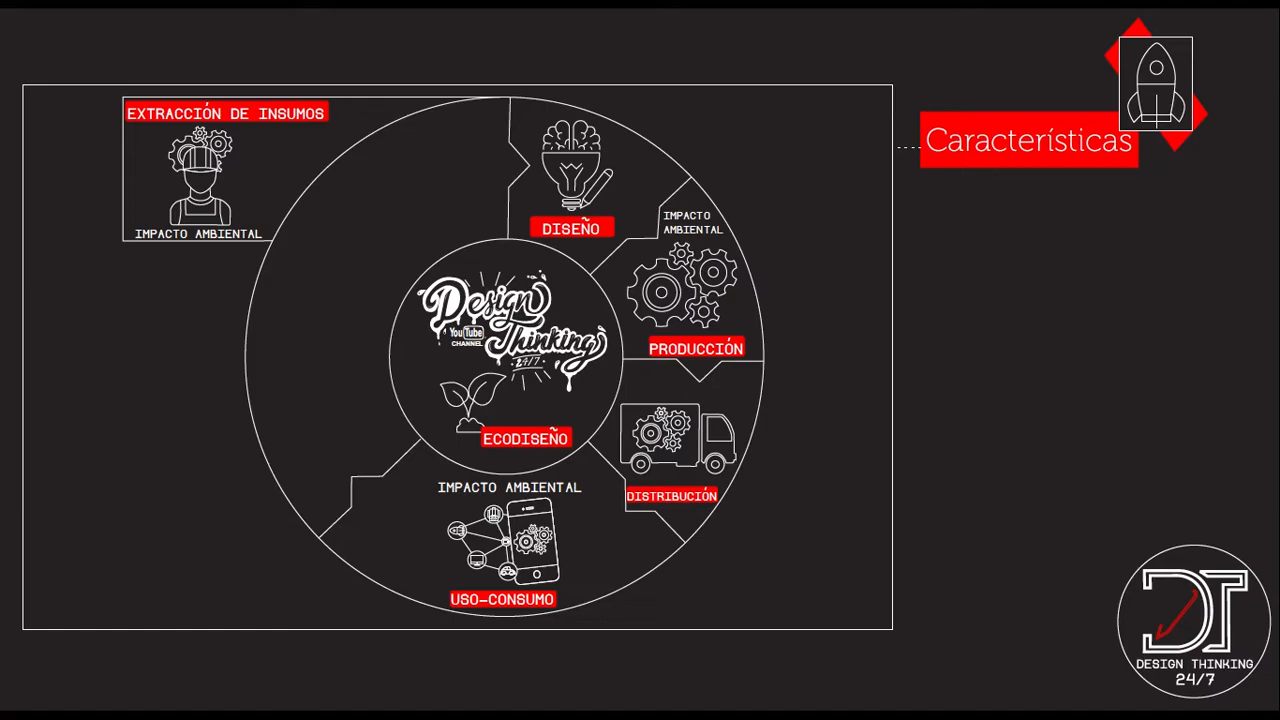 EXTRACCIÓN DE INSUMOS
IMPACTO AMBIENTAL
DISEÑO
IMPACTO
AMBIENTAL
PRODUCCIÓN
DISTRIBUCIÓN
IMPACTO AMBIENTAL
USO-CONSUMO
Design
YouTube
CHANNEL
Thinking
24/7
ECODISEÑO
Características
DT
DESIGN THINKING
24/7